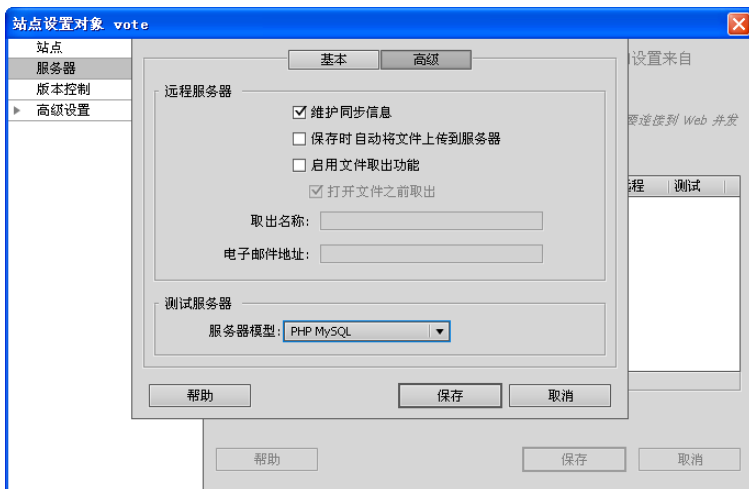 站点设置对象 vote
站点
服务器
版本控制
高级设置
基本
高级
设置来自
远程服务器
维护同步信息
要连接到 Web 并发
保存时自动将文件上传到服务器
启用文件取出功能
打开文件之前取出
程
测试
取出名称:
电子邮件地址:
测试服务器
服务器模型: PHP MySQL
帮助
保存
取消
帮助
保存
取消